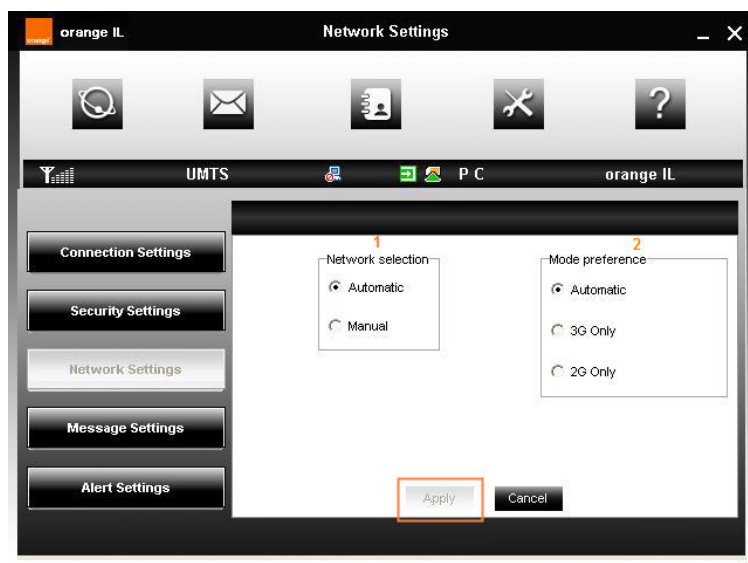 orange
orange IL
Network Settings
?
UMTS
P C
orange IL
Connection Settings
Security Settings
Network Settings
Message Settings
Alert Settings
1
Network selection
Automatic
Manual
2
Mode preference
Automatic
3G Only
2G Only
Apply
Cancel